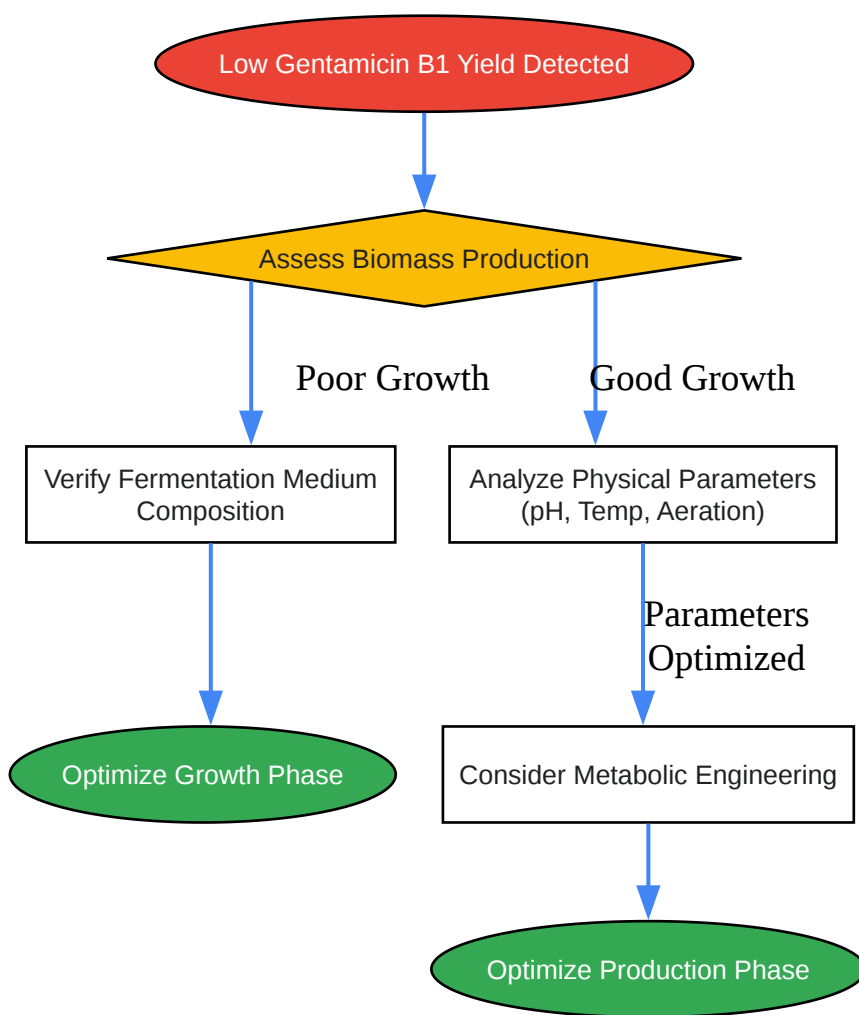 Low Gentamicin B1 Yield Detected
Assess Biomass Production
Poor Growth
Good Growth
Verify Fermentation Medium
Composition
Analyze Physical Parameters
(pH, Temp, Aeration)
Parameters
Optimized
Optimize Growth Phase
Consider Metabolic Engineering
Optimize Production Phase